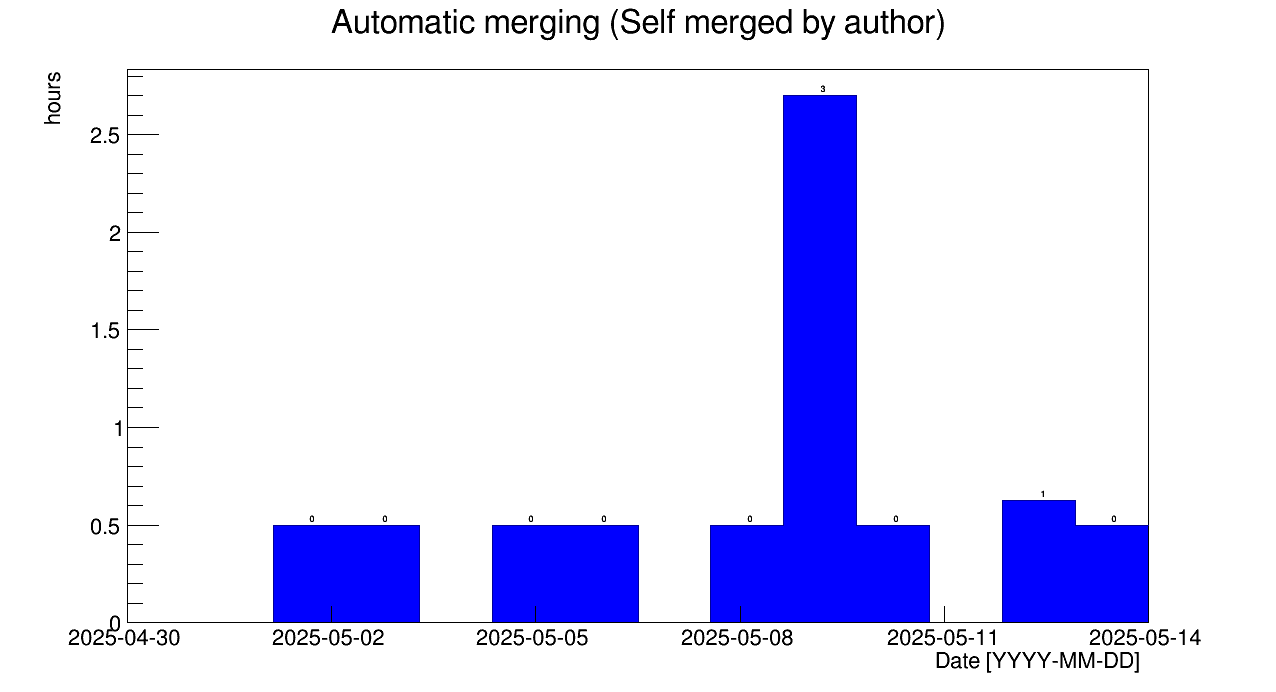 Automatic merging (Self merged by author)
hours
2.5
2
1.5
1
0.5
0
3
1
0 0 0 0 0 0 0
2025-04-30 2025-05-02 2025-05-05 2025-05-08 2025-05-11 2025-05-14
Date [YYYY-MM-DD]